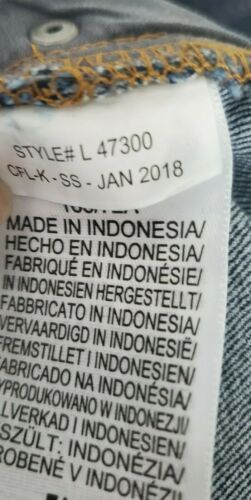 STYLE# L 47300
CFL-K-SS - JAN 2018
MADE IN INDONESIA/
HECHO EN INDONESIA/
FABRIQUÉ EN INDONÉSIE/
IN INDONESIEN HERGESTELLT/
FABBRICATO IN INDONESIA/
VERVAARDIGD IN INDONESIË/
FREMSTILLET I INDONESIEN/
FABRICADO NA INDONÉSIA/
WYPRODUKOWANO W INDONEZJI/
TILLVERKAD I INDONESIEN/
KÉSZÜLT: INDONÉZIA/
VYROBENÉ V INDONÉZII/